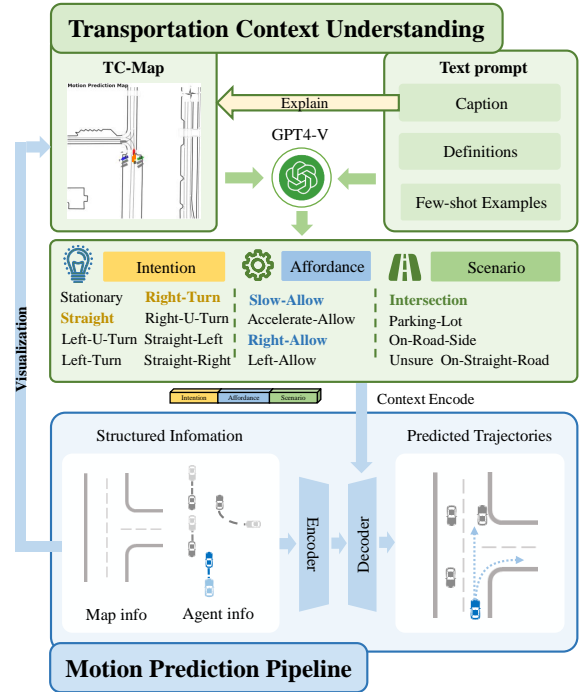 Transportation Context Understanding
TC-Map
Motion Prediction Map
Text prompt
Explain
Caption
GPT4-V
Definitions
Few-shot Examples
Intention
Affordance
Scenario
Stationary
Right-Turn
Straight
Right-U-Turn
Left-U-Turn
Straight-Left
Left-Turn
Straight-Right
Slow-Allow
Accelerate-Allow
Right-Allow
Left-Allow
Intersection
Parking-Lot
On-Road-Side
Unsure On-Straight-Road
Visualization
Intention
Affordance
Scenario
Context Encode
Structured Infomation
Predicted Trajectories
Encoder
Decoder
Map info
Agent info
Motion Prediction Pipeline